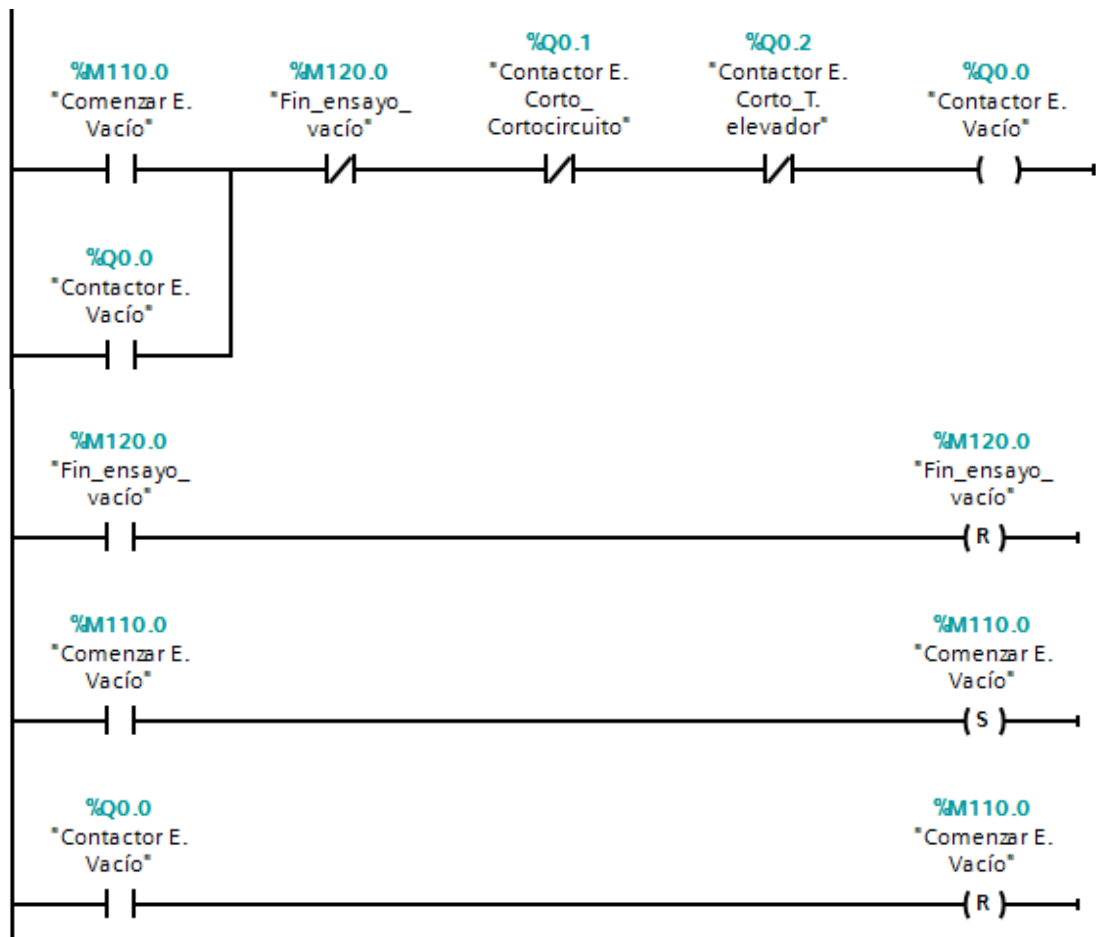 %M110.0
"Comenzar E.
Vacío"
%M120.0
"Fin_ensayo_
vacío"
%Q0.1
"Contactor E.
Corto_
Cortocircuito"
%Q0.2
"Contactor E.
Corto_T.
elevador"
%Q0.0
"Contactor E.
Vacío"
%Q0.0
"Contactor E.
Vacío"
%M120.0
"Fin_ensayo_
vacío"
%M120.0
"Fin_ensayo_
vacío"
R
%M110.0
"Comenzar E.
Vacío"
%M110.0
"Comenzar E.
Vacío"
S
%Q0.0
"Contactor E.
Vacío"
%M110.0
"Comenzar E.
Vacío"
R